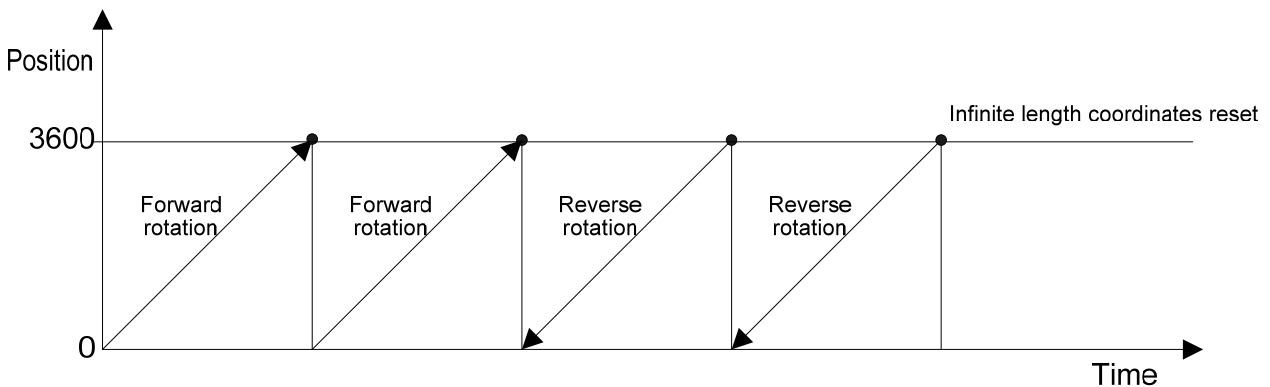 Position
Infinite length coordinates reset
3600
Forward
rotation
Forward
rotation
Reverse
rotation
Reverse
rotation
0
Time